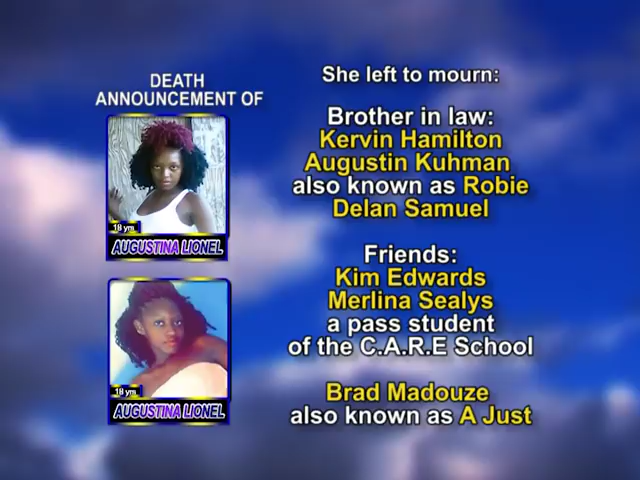 DEATH
ANNOUNCEMENT OF
18 yrs
AUGUSTINA LIONEL
18 yrs
AUGUSTINA LIONEL
She left to mourn:
Brother in law:
Kervin Hamilton
Augustin Kuhman
also known as Robie
Delan Samuel
Friends:
Kim Edwards
Merlina Sealys
a pass student
of the C.A.R.E School
Brad Madouze
also known as A Just